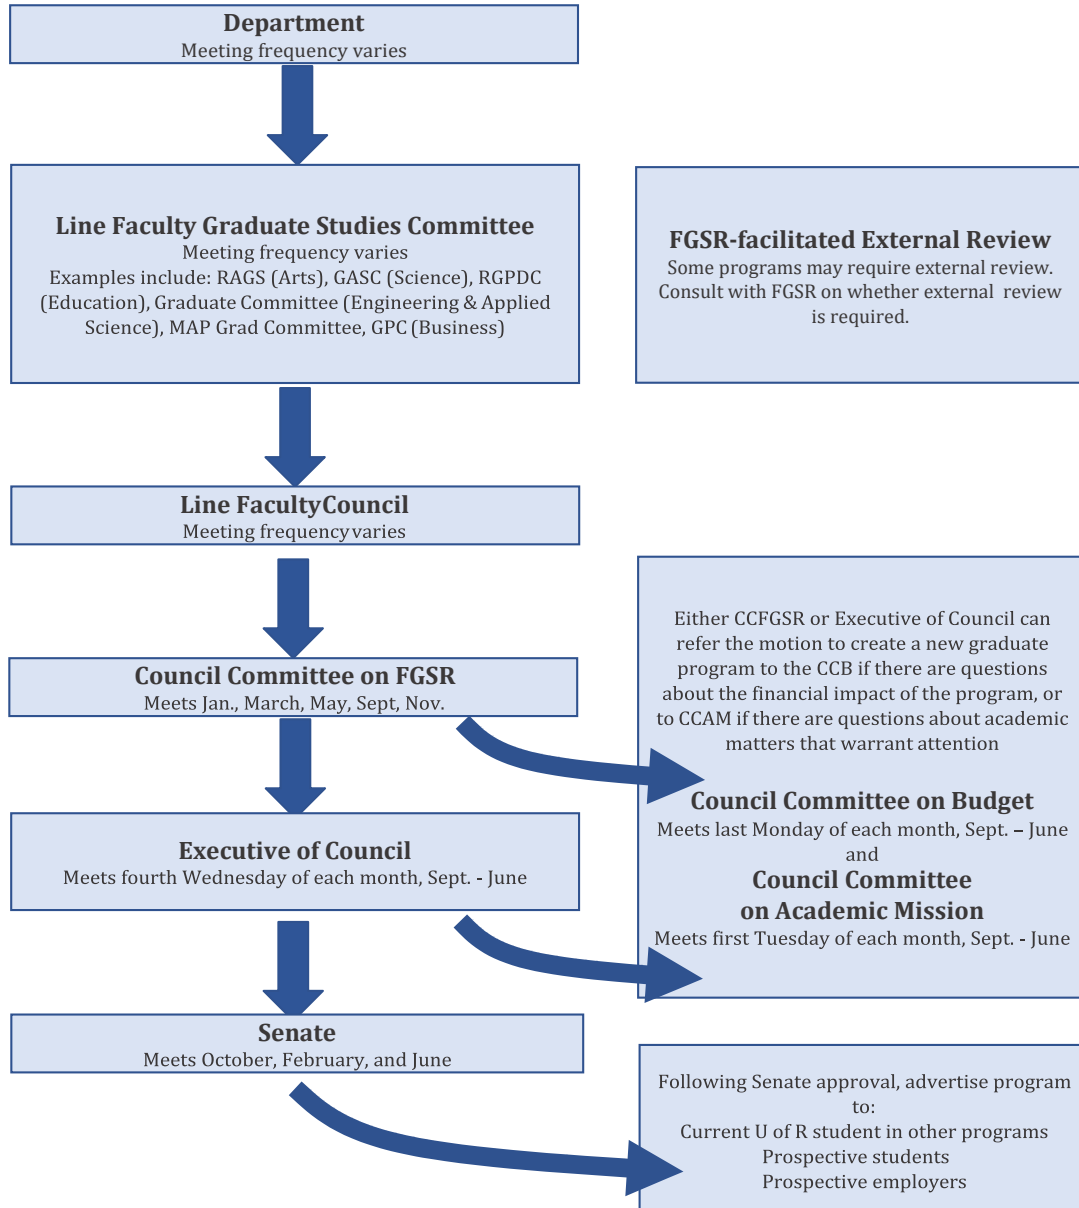 Department
Meeting frequency varies
Line Faculty Graduate Studies Committee
Meeting frequency varies
Examples include: RAGS (Arts), GASC (Science), RGPDC
(Education), Graduate Committee (Engineering & Applied
Science), MAP Grad Committee, GPC (Business)
FGSR-facilitated External Review
Some programs may require external review.
Consult with FGSR on whether external review
is required.
Line FacultyCouncil
Meeting frequencyvaries
Council Committee on FGSR
Meets Jan., March, May, Sept, Nov.
Either CCFGSR or Executive of Council can
refer the motion to create a new graduate
program to the CCB if there are questions
about the financial impact of the program, or
to CCAM if there are questions about academic
matters that warrant attention
Council Committee on Budget
Meets last Monday of each month, Sept. – June
and
Council Committee
on Academic Mission
Meets first Tuesday of each month, Sept. - June
Executive of Council
Meets fourth Wednesday of each month, Sept. - June
Senate
Meets October, February, and June
Following Senate approval, advertise program
to:
Current U of R student in other programs
Prospective students
Prospective employers